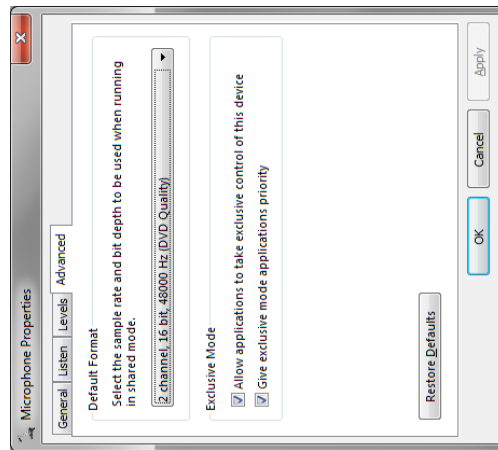 Microphone Properties
General
Listen
Levels
Advanced
Default Format
Select the sample rate and bit depth to be used when running
in shared mode.
2 channel, 16 bit, 48000 Hz (DVD Quality)
Exclusive Mode
Allow applications to take exclusive control of this device
Give exclusive mode applications priority
Restore Defaults
OK
Cancel
Apply